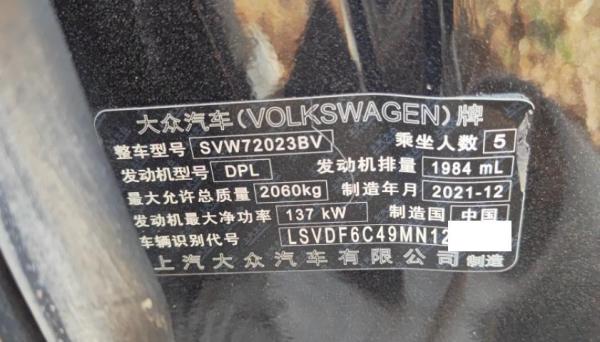 大众汽车(VOLKSWAGEN)牌
整车型号 SVW72023BV 乘坐人数 5
发动机型号 DPL 发动机排量 1984 mL
最大允许总质量 2060kg 制造年月 2021-12
发动机最大净功率 137 kW 制造国 中国
车辆识别代号 LSVDF6C49MN12
上汽大众汽车有限公司 制造